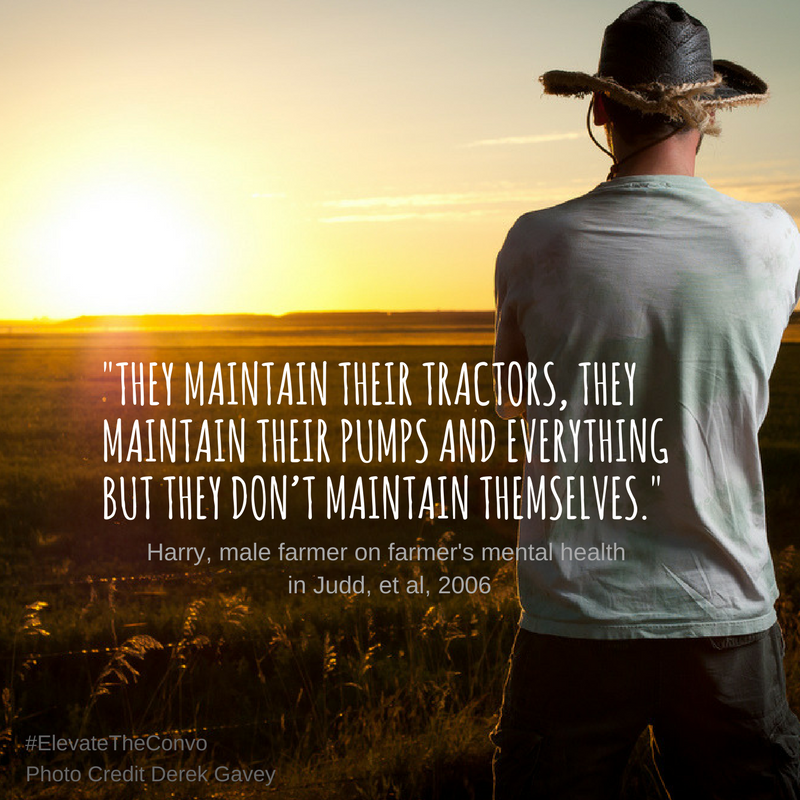 "THEY MAINTAIN THEIR TRACTORS, THEY
MAINTAIN THEIR PUMPS AND EVERYTHING
BUT THEY DON’T MAINTAIN THEMSELVES."
Harry, male farmer on farmer's mental health
in Judd, et al, 2006
#ElevateTheConvo
Photo Credit Derek Gavey